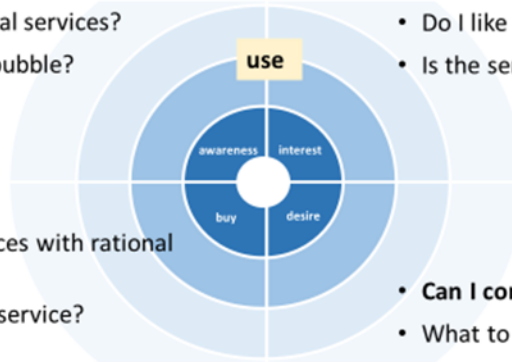 al services?
• Do I like
ubble?
• Is the se
use
awareness
interest
buy
desire
ces with rational
service?
• Can I co
• What to